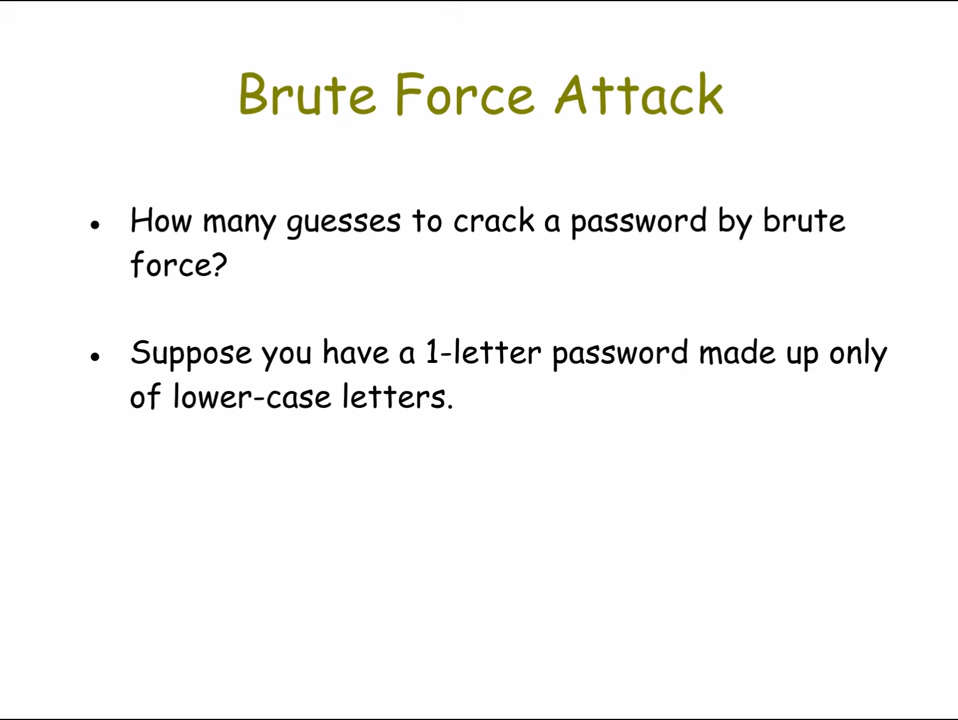 Brute Force Attack
• How many guesses to crack a password by brute
force?
• Suppose you have a 1-letter password made up only
of lower-case letters.